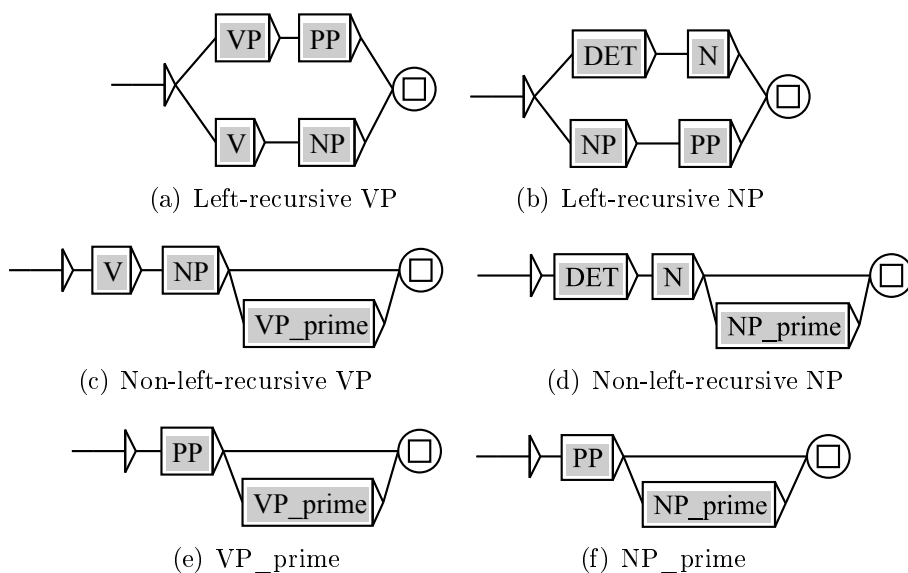 VP PP
DET N
V NP
NP PP
(a) Left-recursive VP
(b) Left-recursive NP
V NP
VP_prime
DET N
NP_prime
(c) Non-left-recursive VP
(d) Non-left-recursive NP
PP
VP_prime
PP
NP_prime
(e) VP_prime
(f) NP_prime